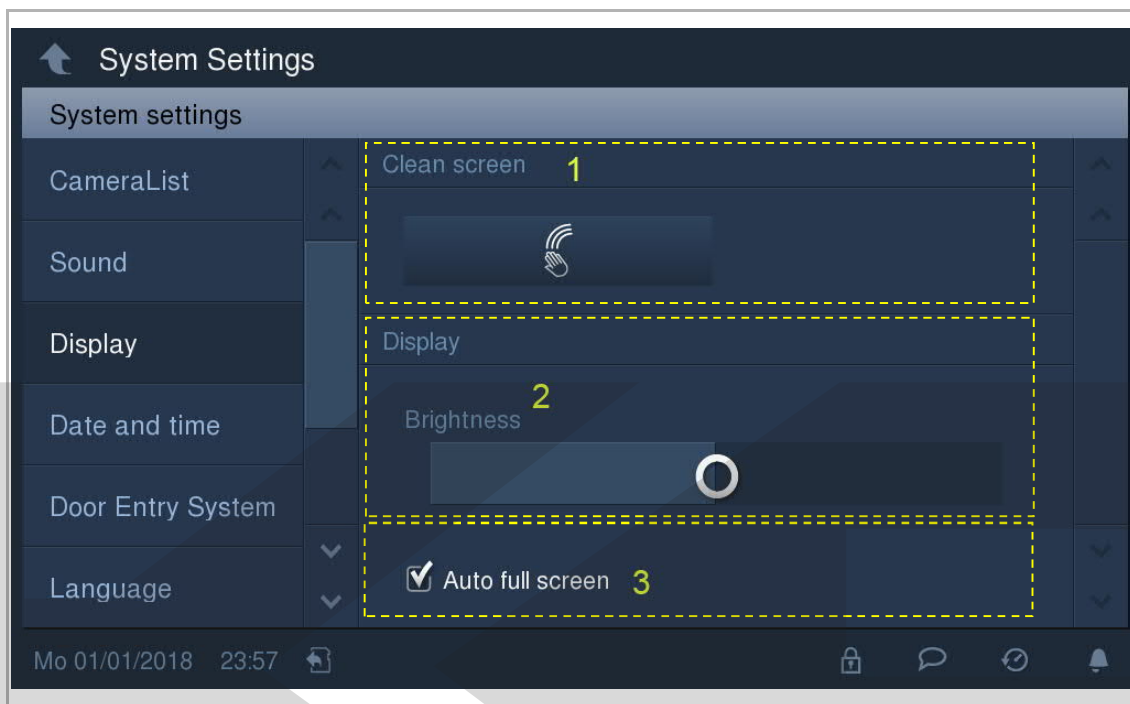 System Settings
System settings
CameraList
Sound
Display
Date and time
Door Entry System
Language
Clean screen 1
Display
2
Brightness
Auto full screen 3
Mo 01/01/2018 23:57